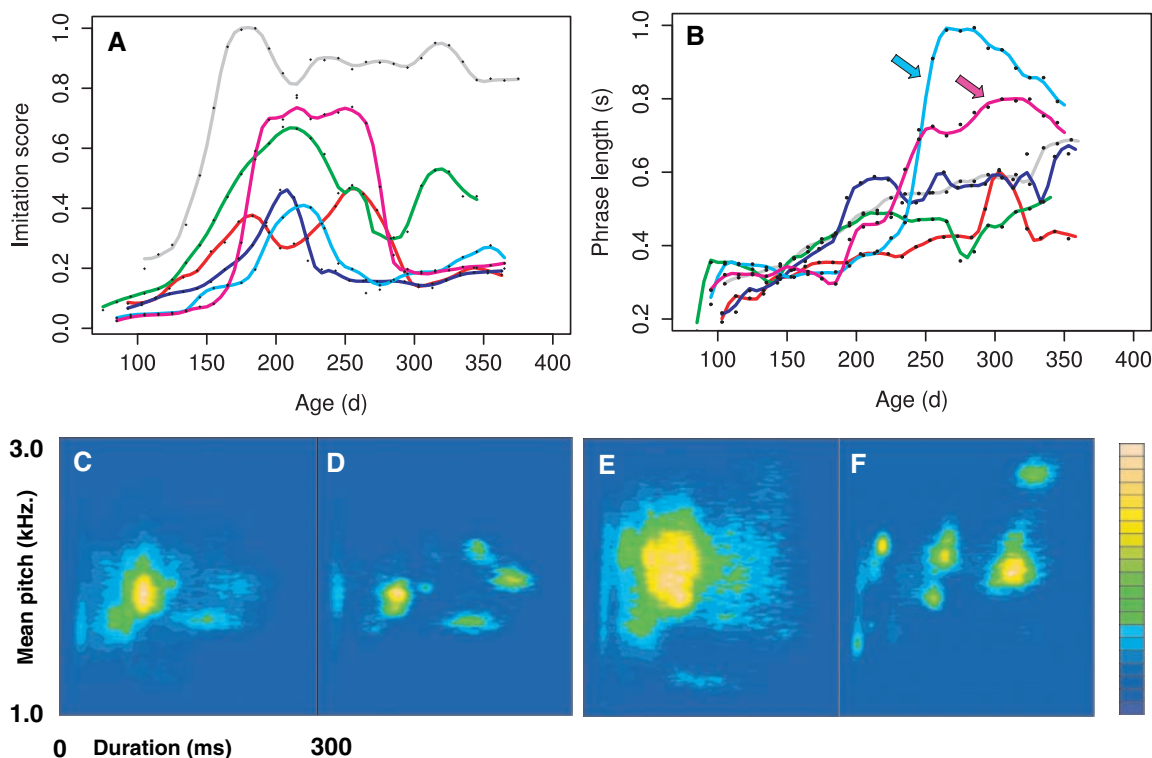 A
Imitation score
0.0 0.2 0.4 0.6 0.8 1.0
100 150 200 250 300 350 400
Age (d)
B
Phrase length (s)
0.2 0.4 0.6 0.8 1.0
100 150 200 250 300 350 400
Age (d)
3.0
C D E F
Mean pitch (kHz.)
1.0
0 Duration (ms) 300